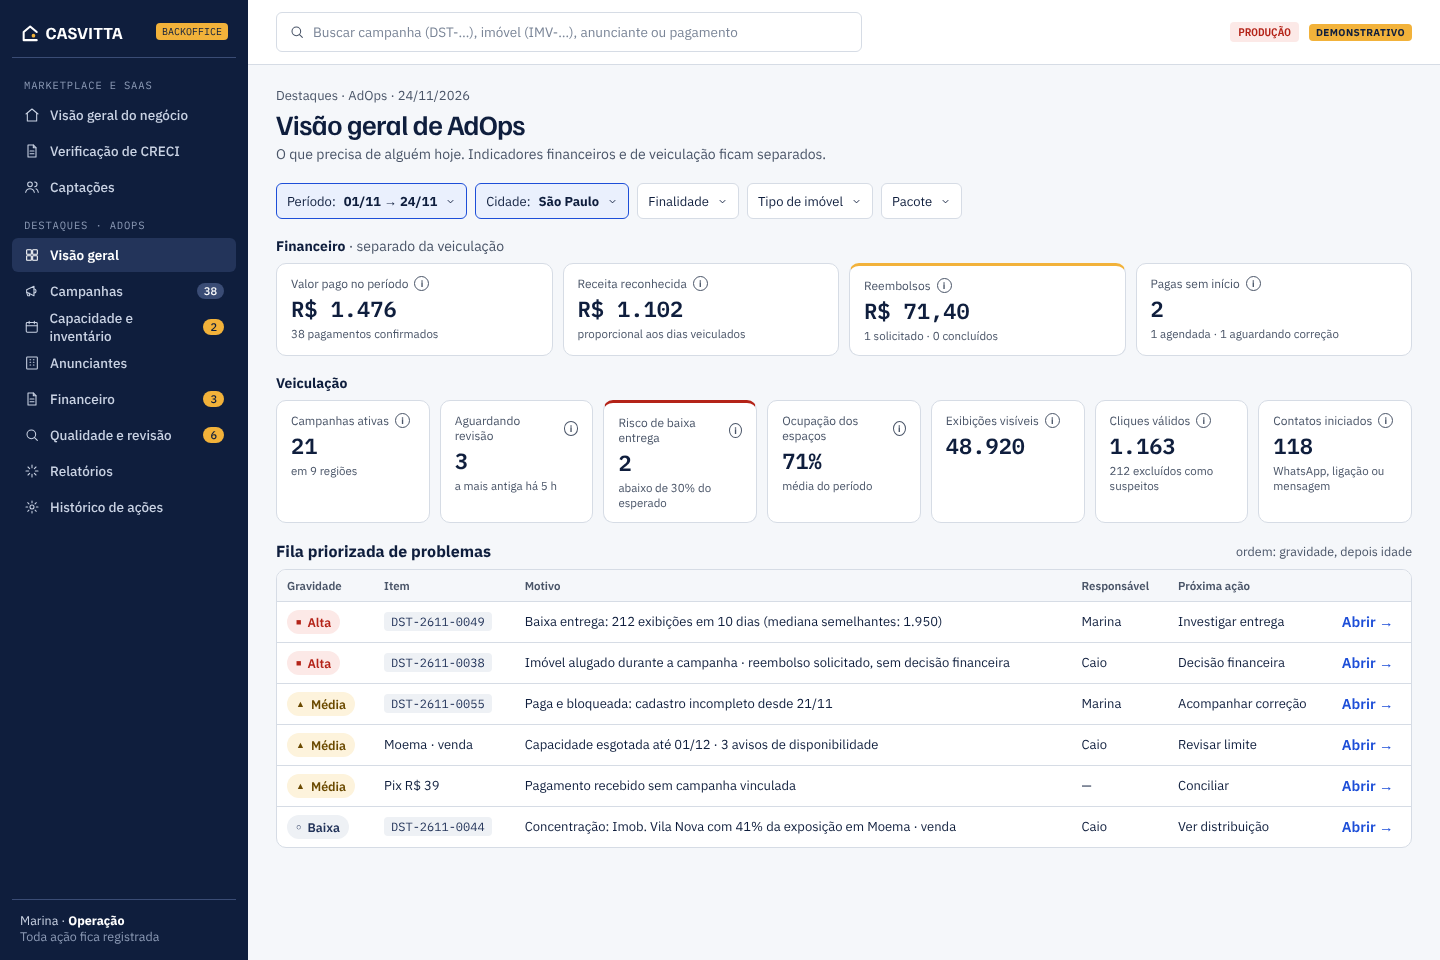 CASVITTA
BACKOFFICE
MARKETPLACE E SAAS
Visão geral do negócio
Verificação de CRECI
Captações
DESTAQUES · ADOPS
Visão geral
Campanhas 38
Capacidade e
inventário 2
Anunciantes
Financeiro 3
Qualidade e revisão 6
Relatórios
Histórico de ações
Marina · Operação
Toda ação fica registrada
Buscar campanha (DST-…), imóvel (IMV-…), anunciante ou pagamento
PRODUÇÃO DEMONSTRATIVO
Destaques · AdOps · 24/11/2026
Visão geral de AdOps
O que precisa de alguém hoje. Indicadores financeiros e de veiculação ficam separados.
Período: 01/11 → 24/11 Cidade: São Paulo Finalidade Tipo de imóvel Pacote
Financeiro · separado da veiculação
Valor pago no período
R$ 1.476
38 pagamentos confirmados
Receita reconhecida
R$ 1.102
proporcional aos dias veiculados
Reembolsos
R$ 71,40
1 solicitado · 0 concluídos
Pagas sem início
2
1 agendada · 1 aguardando correção
Veiculação
Campanhas ativas
21
em 9 regiões
Aguardando
revisão
3
a mais antiga há 5 h
Risco de baixa
entrega
2
abaixo de 30% do
esperado
Ocupação dos
espaços
71%
média do período
Exibições visíveis
48.920
Cliques válidos
1.163
212 excluídos como
suspeitos
Contatos iniciados
118
WhatsApp, ligação ou
mensagem
Fila priorizada de problemas
ordem: gravidade, depois idade
Gravidade Item Motivo Responsável Próxima ação
Alta DST-2611-0049 Baixa entrega: 212 exibições em 10 dias (mediana semelhantes: 1.950) Marina Investigar entrega Abrir →
Alta DST-2611-0038 Imóvel alugado durante a campanha · reembolso solicitado, sem decisão financeira Caio Decisão financeira Abrir →
Média DST-2611-0055 Paga e bloqueada: cadastro incompleto desde 21/11 Marina Acompanhar correção Abrir →
Média Moema · venda Capacidade esgotada até 01/12 · 3 avisos de disponibilidade Caio Revisar limite Abrir →
Média Pix R$ 39 Pagamento recebido sem campanha vinculada — Conciliar Abrir →
Baixa DST-2611-0044 Concentração: Imob. Vila Nova com 41% da exposição em Moema · venda Caio Ver distribuição Abrir →